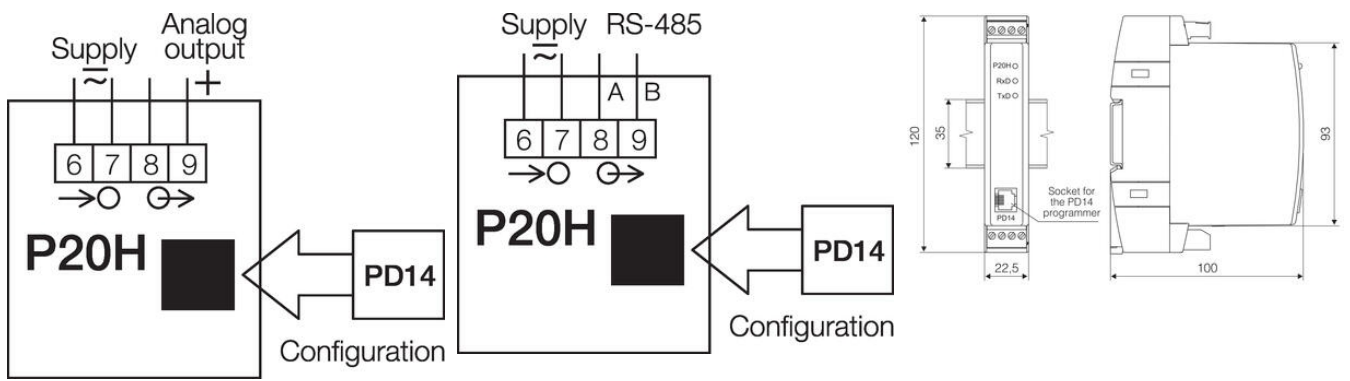 Supply
Analog
output
+
6 7 8 9
P20H
PD14
Configuration
Supply RS-485
A B
6 7 8 9
P20H
PD14
Configuration
P20H
RxD
TxD
PD14
Socket for
the PD14
programmer
120
35
22,5
93
100